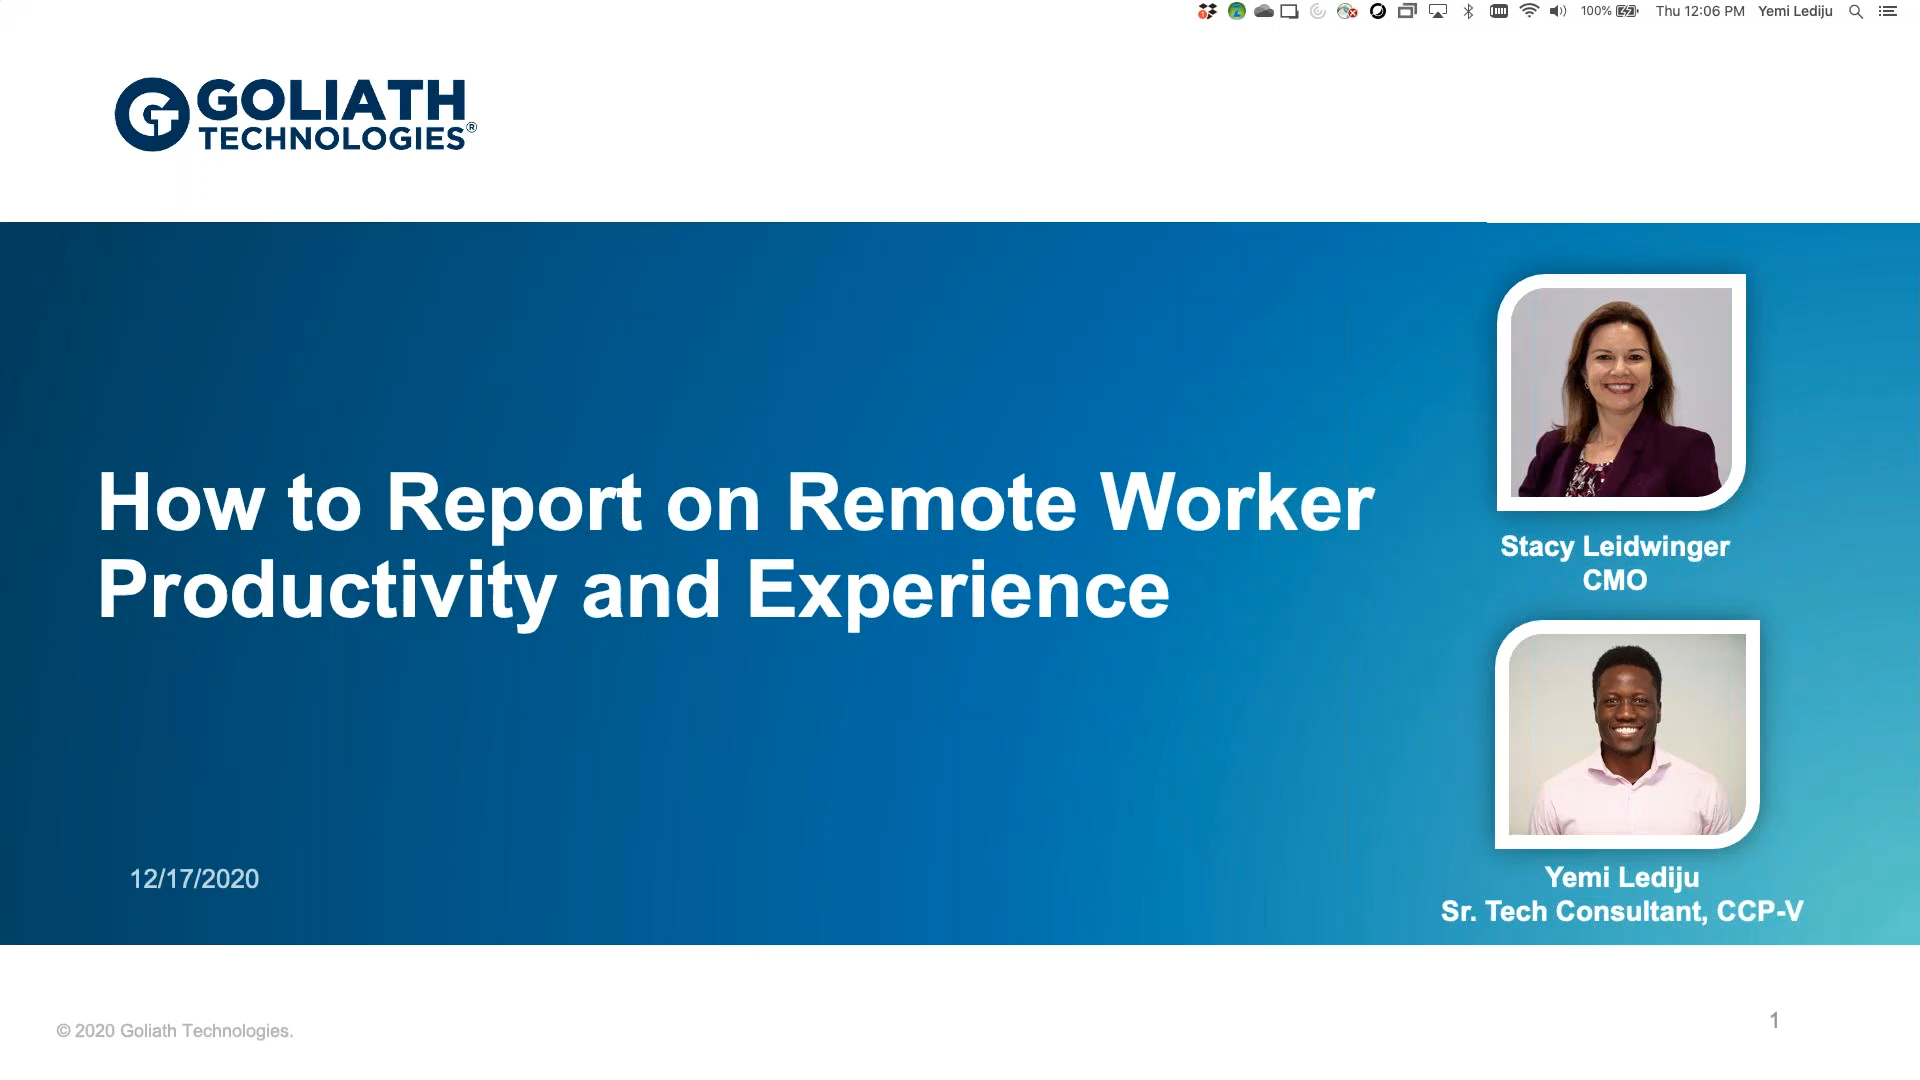 100% Thu 12:06 PM Yemi Lediju
GOLIATH
TECHNOLOGIES®
How to Report on Remote Worker
Productivity and Experience
12/17/2020
Stacy Leidwinger
CMO
Yemi Lediju
Sr. Tech Consultant, CCP-V
© 2020 Goliath Technologies.
1